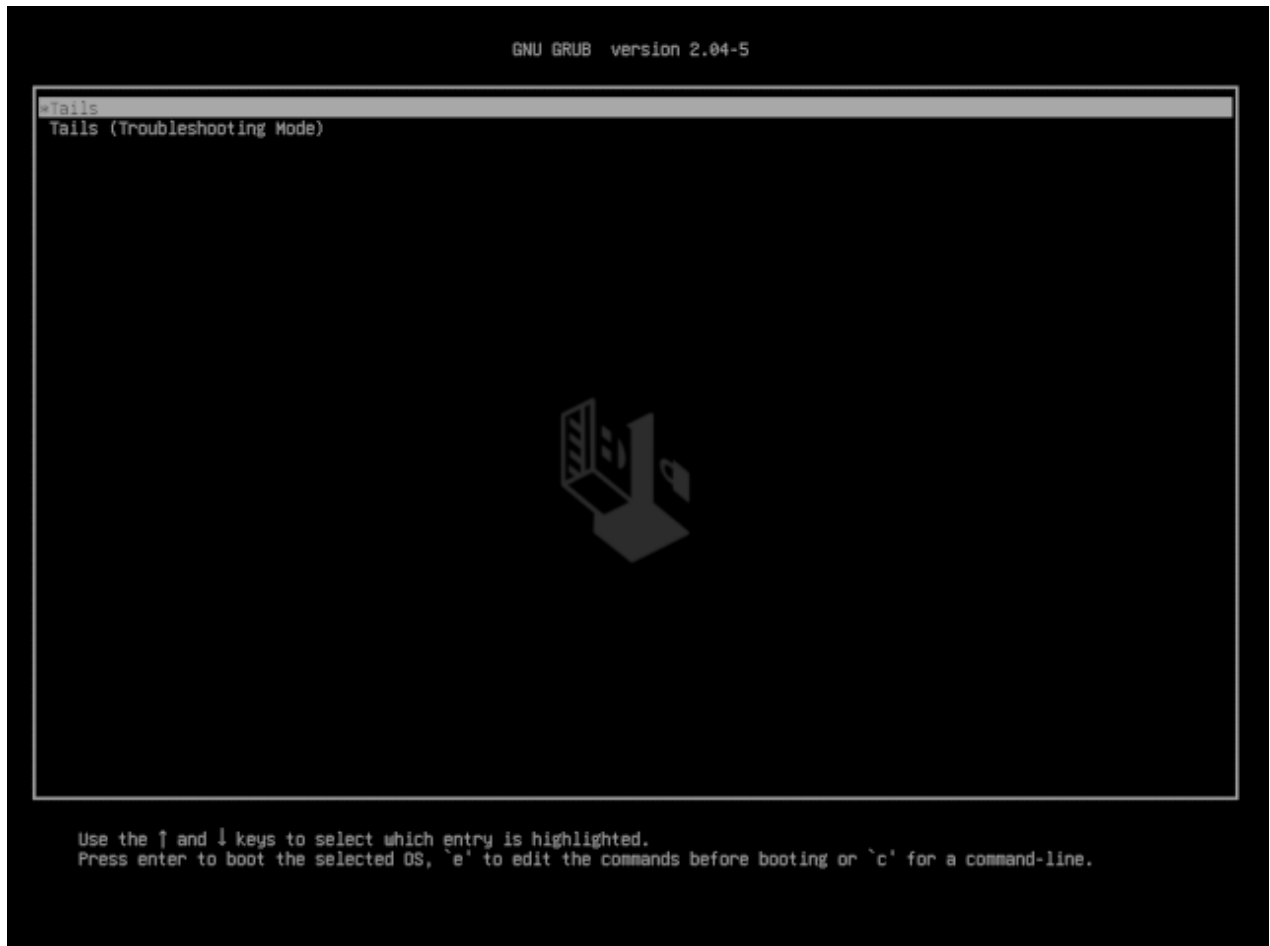 GNU GRUB  version 2.04-5
*Tails
Tails (Troubleshooting Mode)
Use the ↑ and ↓ keys to select which entry is highlighted.
Press enter to boot the selected OS, `e' to edit the commands before booting or `c' for a command-line.